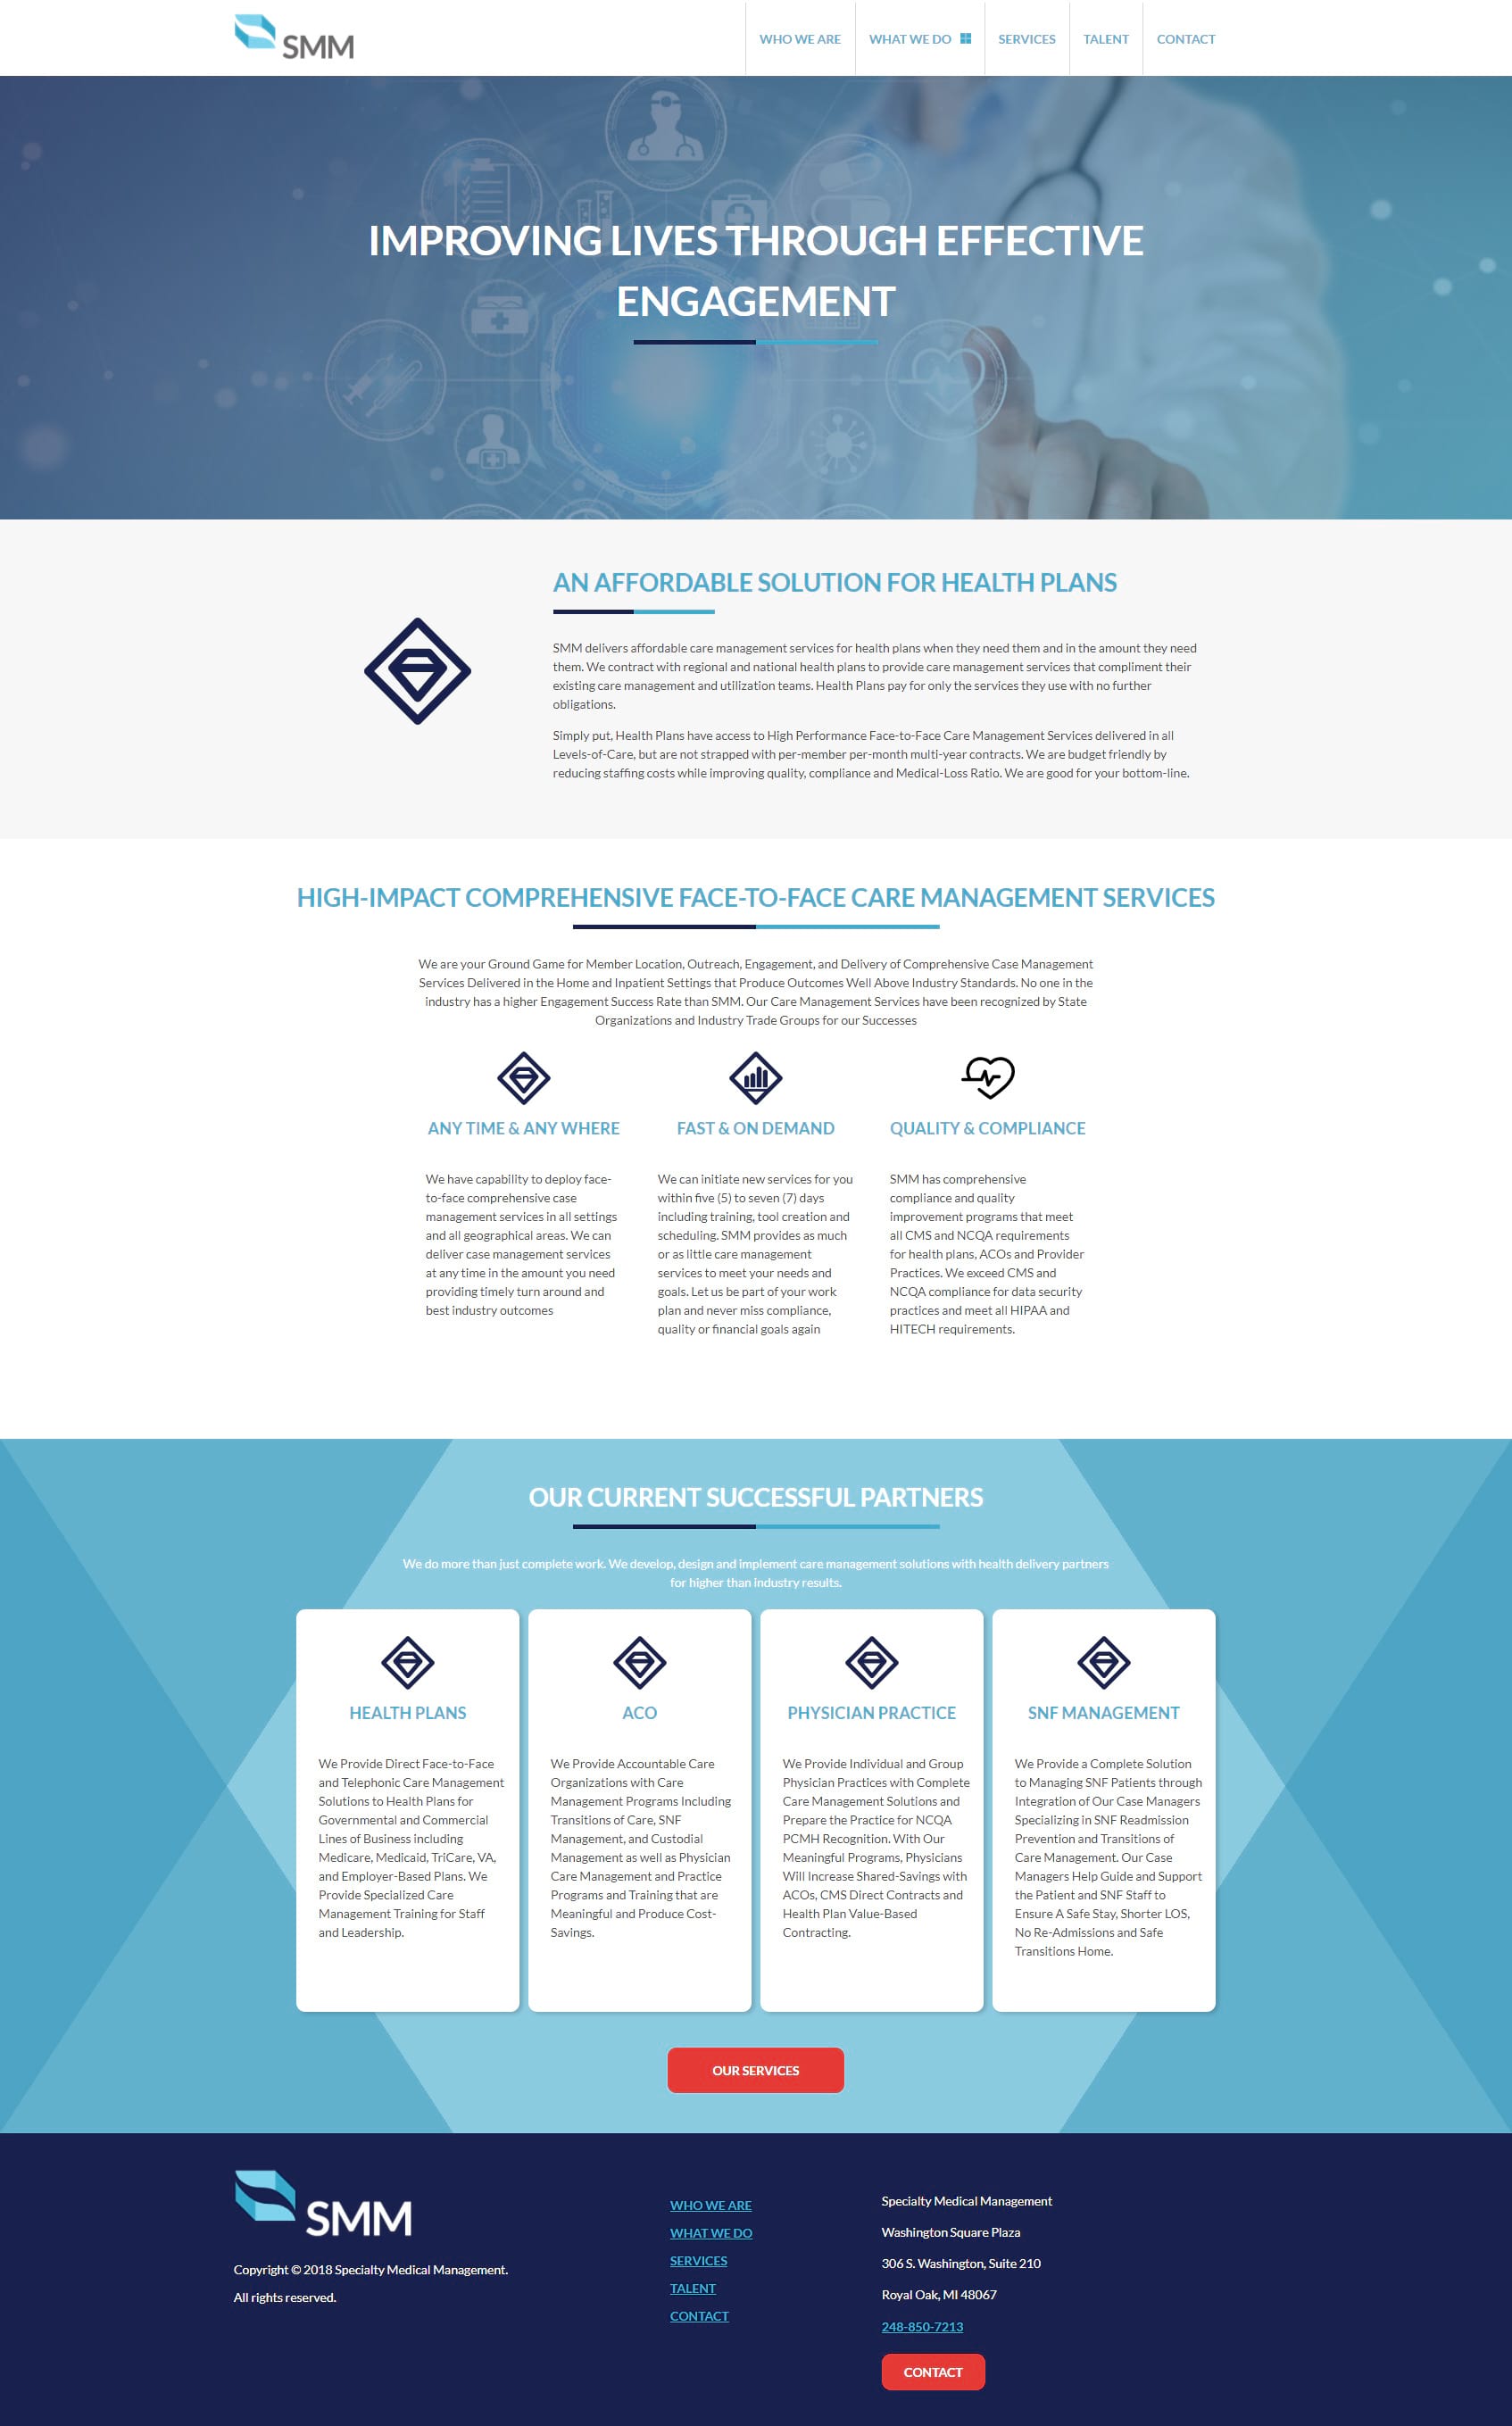 SMM
WHO WE ARE
WHAT WE DO
SERVICES
TALENT
CONTACT
IMPROVING LIVES THROUGH EFFECTIVE
ENGAGEMENT
AN AFFORDABLE SOLUTION FOR HEALTH PLANS
SMM delivers affordable care management services for health plans when they need them and in the amount they need
them. We contract with regional and national health plans to provide care management services that compliment their
existing care management and utilization teams. Health Plans pay for only the services they use with no further
obligations.
Simply put, Health Plans have access to High Performance Face-to-Face Care Management Services delivered in all
Levels-of-Care, but are not strapped with per-member per-month multi-year contracts. We are budget friendly by
reducing staffing costs while improving quality, compliance and Medical-Loss Ratio. We are good for your bottom-line.
HIGH-IMPACT COMPREHENSIVE FACE-TO-FACE CARE MANAGEMENT SERVICES
We are your Ground Game for Member Location, Outreach, Engagement, and Delivery of Comprehensive Case Management
Services Delivered in the Home and Inpatient Settings that Produce Outcomes Well Above Industry Standards. No one in the
industry has a higher Engagement Success Rate than SMM. Our Care Management Services have been recognized by State
Organizations and Industry Trade Groups for our Successes
ANY TIME & ANY WHERE
We have capability to deploy face-
to-face comprehensive case
management services in all settings
and all geographical areas. We can
deliver case management services
at any time in the amount you need
providing timely turn around and
best industry outcomes
FAST & ON DEMAND
We can initiate new services for you
within five (5) to seven (7) days
including training, tool creation and
scheduling. SMM provides as much
or as little care management
services to meet your needs and
goals. Let us be part of your work
plan and never miss compliance,
quality or financial goals again
QUALITY & COMPLIANCE
SMM has comprehensive
compliance and quality
improvement programs that meet
all CMS and NCQA requirements
for health plans, ACOs and Provider
Practices. We exceed CMS and
NCQA compliance for data security
practices and meet all HIPAA and
HITECH requirements.
OUR CURRENT SUCCESSFUL PARTNERS
We do more than just complete work. We develop, design and implement care management solutions with health delivery partners
for higher than industry results.
HEALTH PLANS
We Provide Direct Face-to-Face
and Telephonic Care Management
Solutions to Health Plans for
Governmental and Commercial
Lines of Business including
Medicare, Medicaid, TriCare, VA,
and Employer-Based Plans. We
Provide Specialized Care
Management Training for Staff
and Leadership.
ACO
We Provide Accountable Care
Organizations with Care
Management Programs Including
Transitions of Care, SNF
Management, and Custodial
Management as well as Physician
Care Management and Practice
Programs and Training that are
Meaningful and Produce Cost-
Savings.
PHYSICIAN PRACTICE
We Provide Individual and Group
Physician Practices with Complete
Care Management Solutions and
Prepare the Practice for NCQA
PCMH Recognition. With Our
Meaningful Programs, Physicians
Will Increase Shared-Savings with
ACOs, CMS Direct Contracts and
Health Plan Value-Based
Contracting.
SNF MANAGEMENT
We Provide a Complete Solution
to Managing SNF Patients through
Integration of Our Case Managers
Specializing in SNF Readmission
Prevention and Transitions of
Care Management. Our Case
Managers Help Guide and Support
the Patient and SNF Staff to
Ensure A Safe Stay, Shorter LOS,
No Re-Admissions and Safe
Transitions Home.
OUR SERVICES
SMM
Copyright © 2018 Specialty Medical Management.
All rights reserved.
WHO WE ARE
WHAT WE DO
SERVICES
TALENT
CONTACT
Specialty Medical Management
Washington Square Plaza
306 S. Washington, Suite 210
Royal Oak, MI 48067
248-850-7213
CONTACT